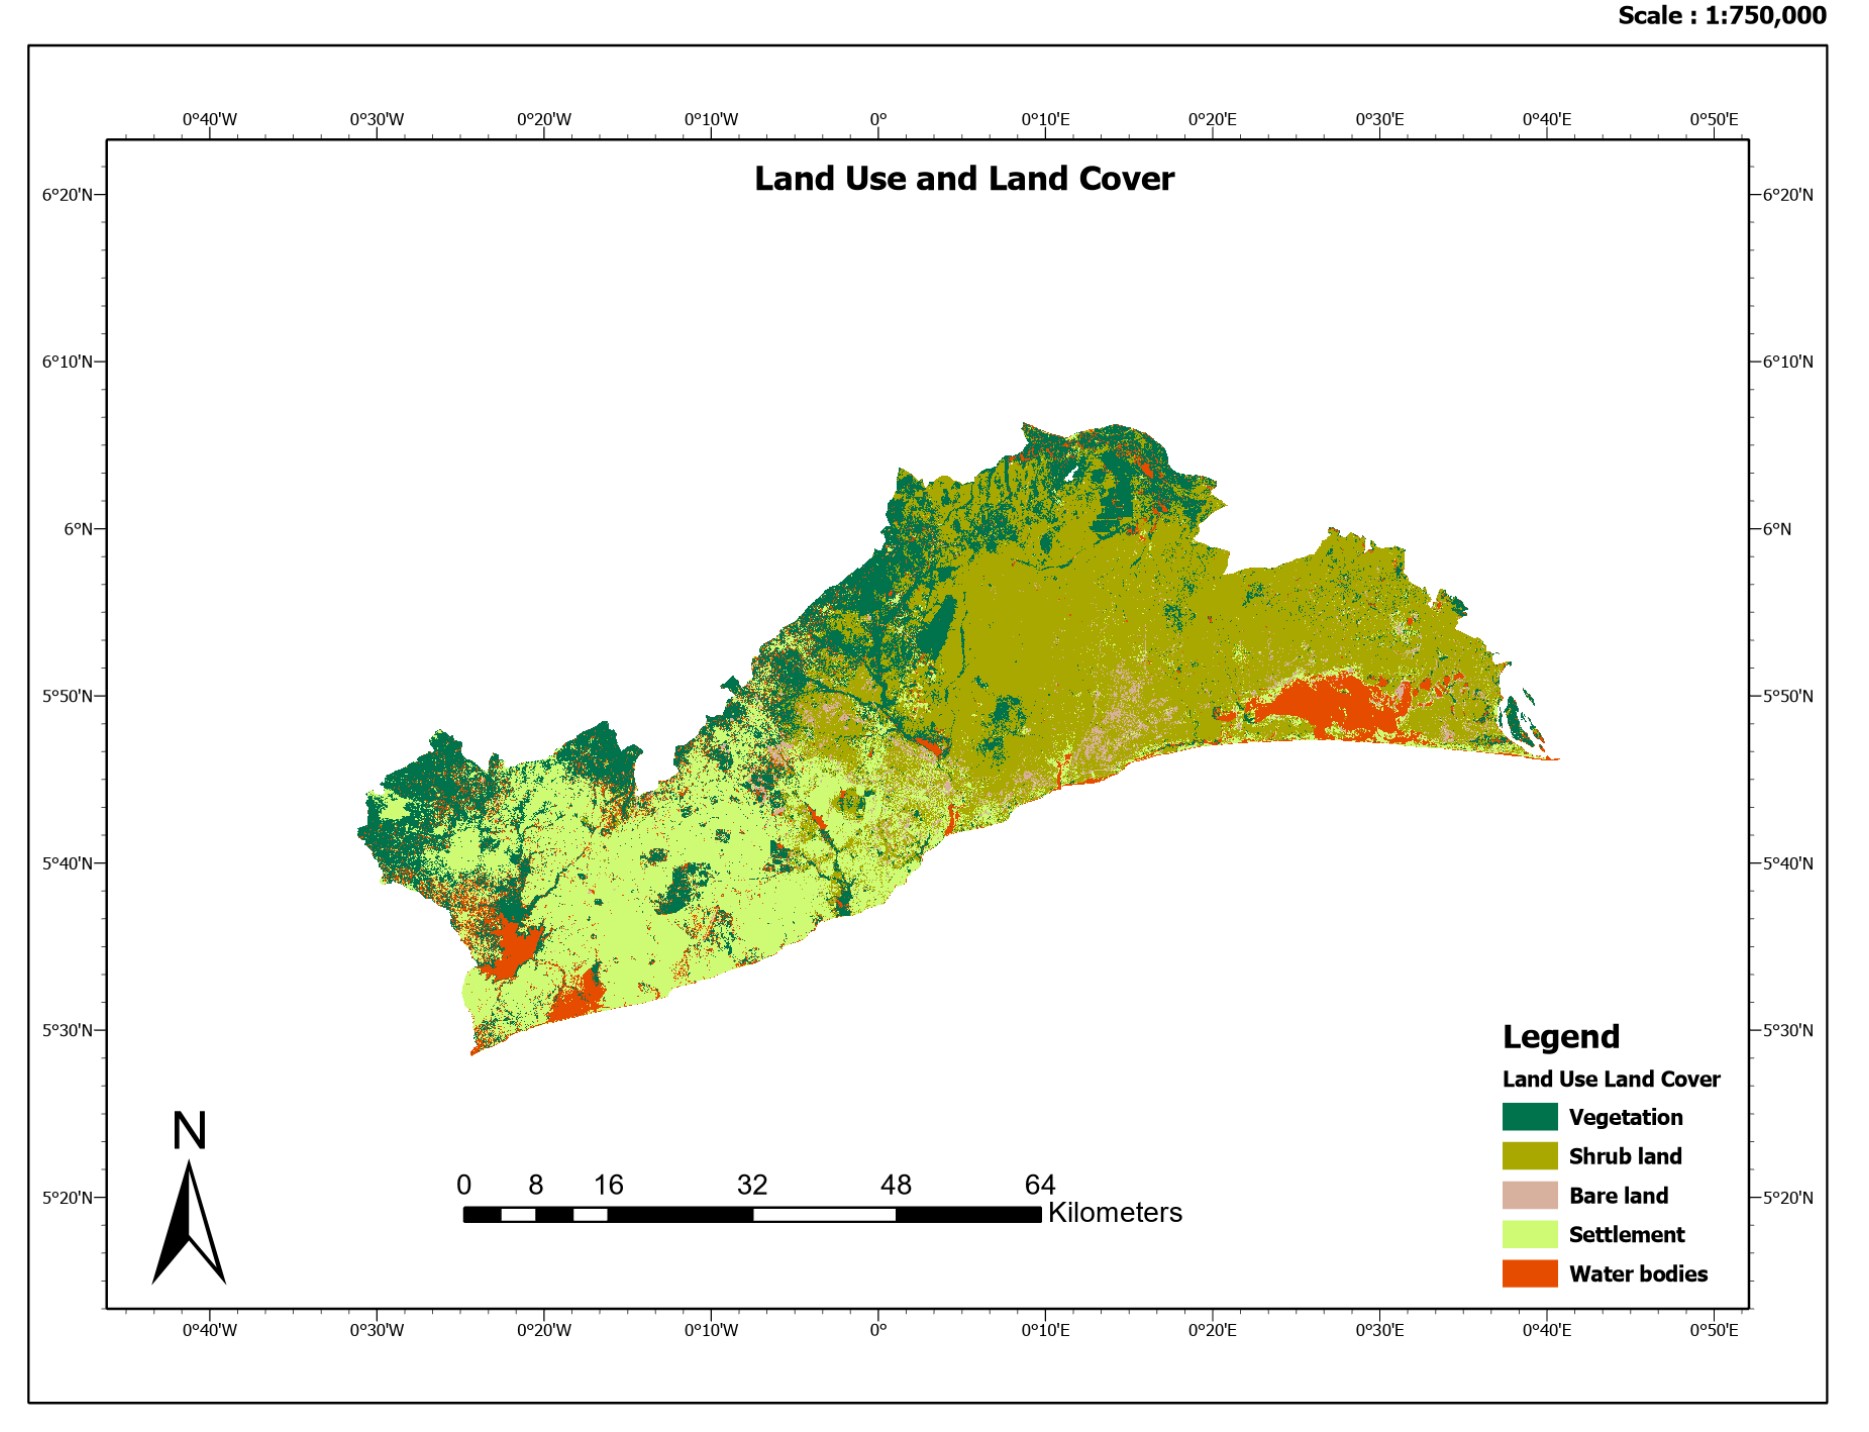 Scale : 1:750,000
0°40'W 0°30'W 0°20'W 0°10'W 0° 0°10'E 0°20'E 0°30'E 0°40'E 0°50'E
Land Use and Land Cover
6°20'N 6°20'N
6°10'N 6°10'N
6°N 6°N
5°50'N 5°50'N
5°40'N 5°40'N
5°30'N 5°30'N
Legend
Land Use Land Cover
Vegetation
Shrub land
Bare land
Settlement
Water bodies
N
0 8 16 32 48 64
Kilometers
5°20'N 5°20'N
0°40'W 0°30'W 0°20'W 0°10'W 0° 0°10'E 0°20'E 0°30'E 0°40'E 0°50'E